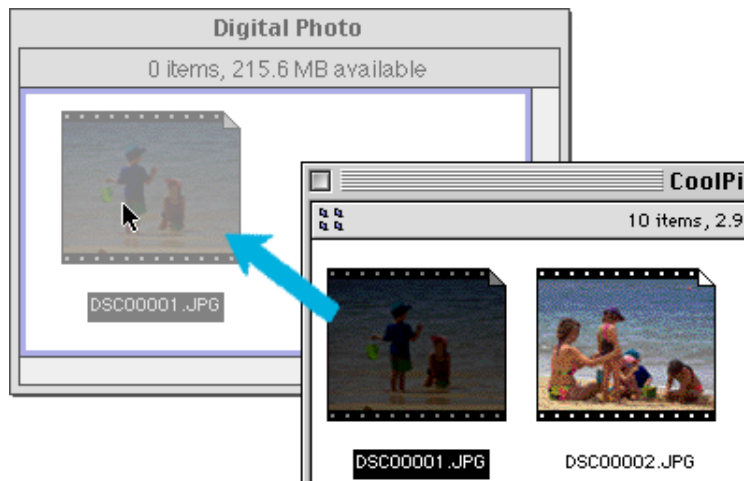 Digital Photo
0 items, 215.6 MB available
DSC00001.JPG
CoolPi
10 items, 2.9
DSC00001.JPG
DSC00002.JPG